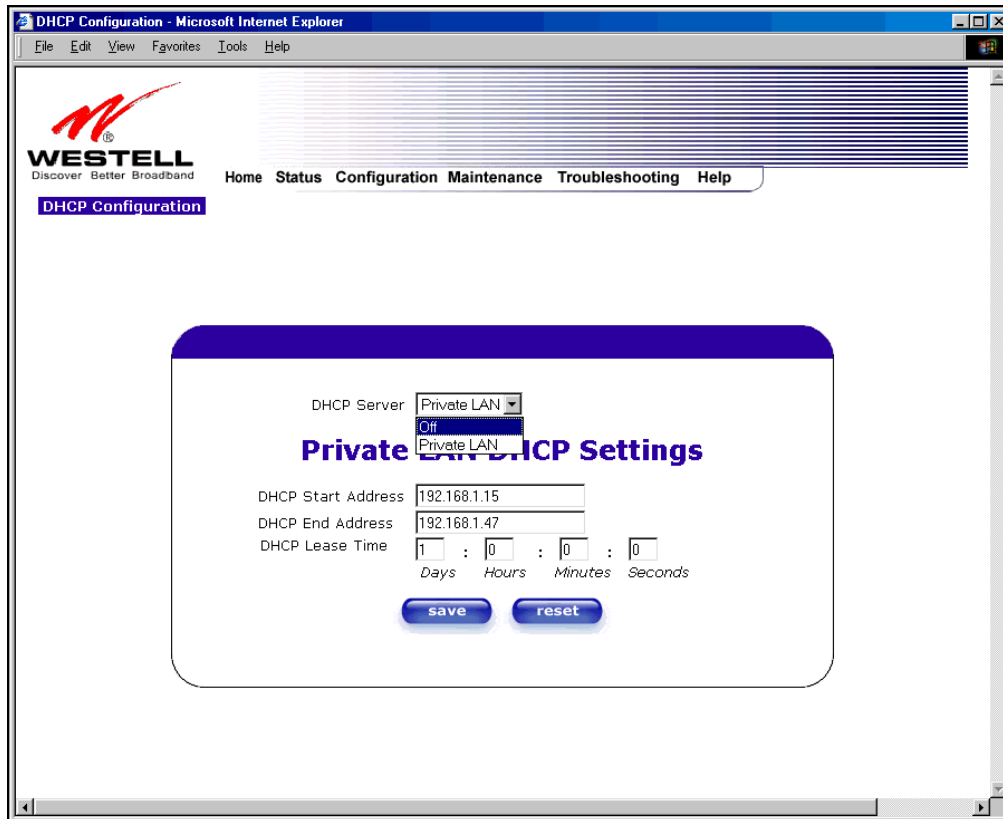 DHCP Configuration - Microsoft Internet Explorer
File Edit View Favorites Tools Help
®
WESTELL
Discover Better Broadband
Home Status Configuration Maintenance Troubleshooting Help
DHCP Configuration
DHCP Server Private LAN
Off
Private LAN
Private LAN DHCP Settings
DHCP Start Address 192.168.1.15
DHCP End Address 192.168.1.47
DHCP Lease Time 1 : 0 : 0 : 0
Days Hours Minutes Seconds
save reset